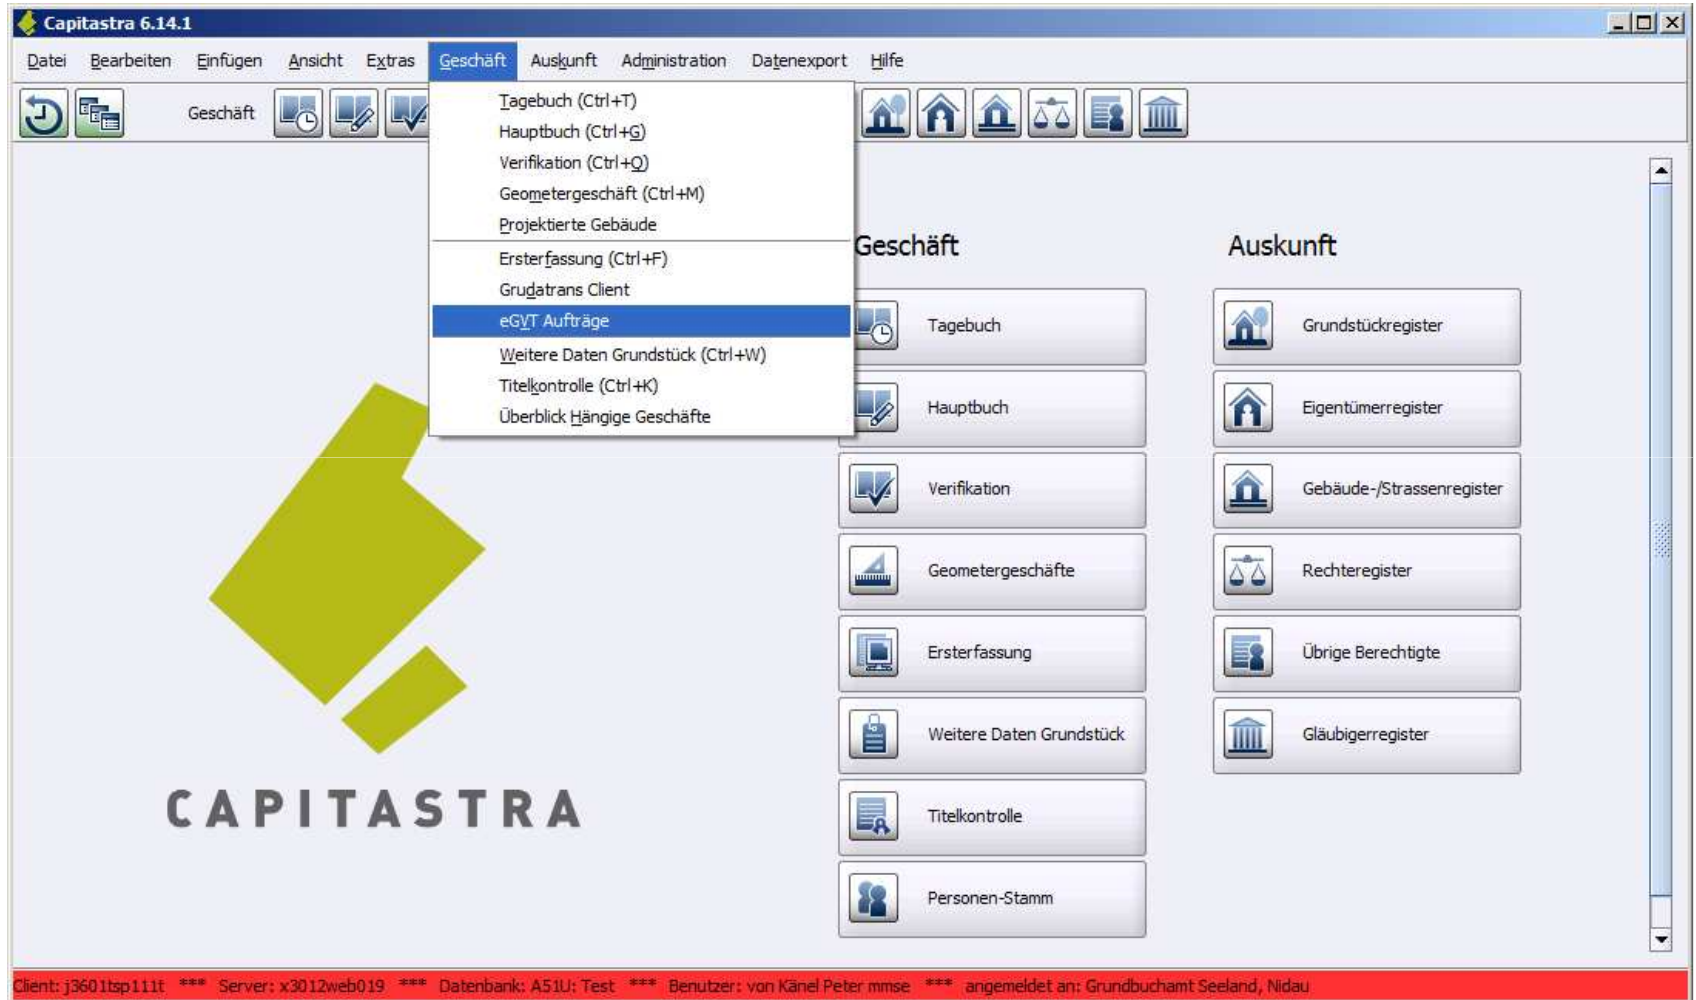 Capitastra 6.14.1
Datei Bearbeiten Einfügen Ansicht Extras Geschäft Auskunft Administration Datenexport Hilfe
Geschäft
Tagebuch (Ctrl+T)
Hauptbuch (Ctrl+G)
Verifikation (Ctrl+Q)
Geometergeschäft (Ctrl+M)
Projektierte Gebäude
Ersterfassung (Ctrl+F)
Grudatrans Client
eGVT Aufträge
Weitere Daten Grundstück (Ctrl+W)
Titelkontrolle (Ctrl+K)
Überblick Hängige Geschäfte
CAPITASTRA
Geschäft
Tagebuch
Hauptbuch
Verifikation
Geometergeschäfte
Ersterfassung
Weitere Daten Grundstück
Titelkontrolle
Personen-Stamm
Auskunft
Grundstückregister
Eigentümerregister
Gebäude-/Strassenregister
Rechteregister
Übrige Berechtigte
Gläubigerregister
Client: j3601tsp111t *** Server: x3012web019 *** Datenbank: A51U: Test *** Benutzer: von Känel Peter mmse *** angemeldet an: Grundbuchamt Seeland, Nidau